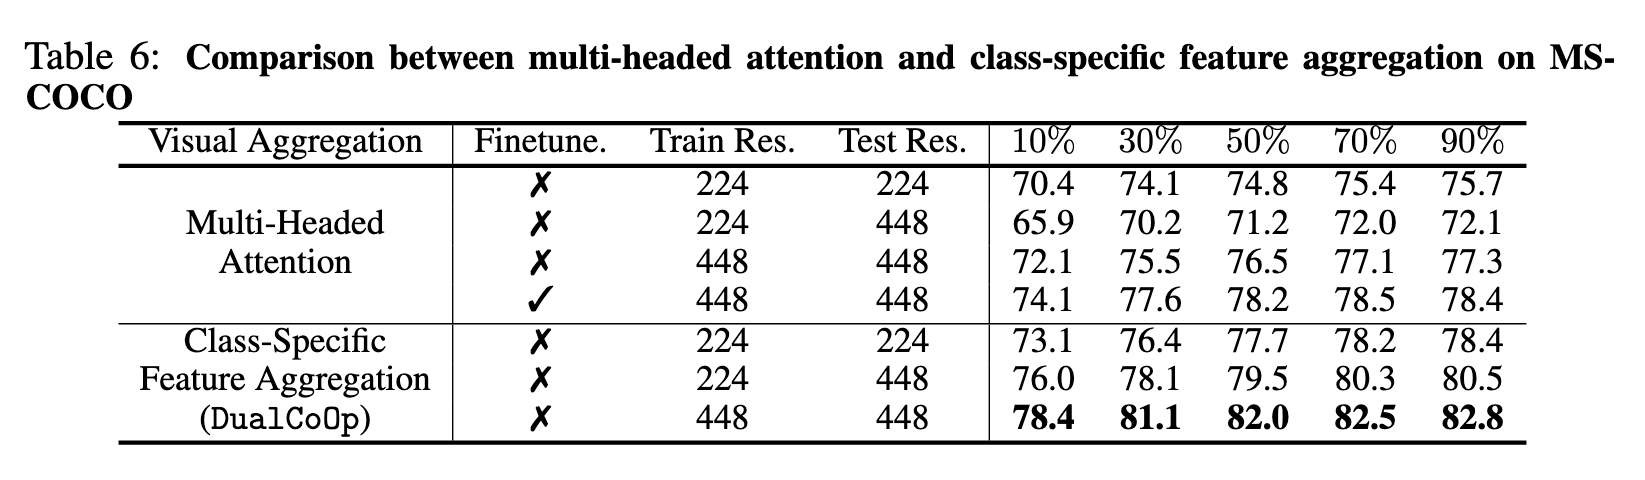 Table 6: Comparison between multi-headed attention and class-specific feature aggregation on MS-
COCO
Visual Aggregation Finetune. Train Res. Test Res. 10% 30% 50% 70% 90%
✗ 224 224 70.4 74.1 74.8 75.4 75.7
Multi-Headed ✗ 224 448 65.9 70.2 71.2 72.0 72.1
Attention ✗ 448 448 72.1 75.5 76.5 77.1 77.3
✓ 448 448 74.1 77.6 78.2 78.5 78.4
Class-Specific ✗ 224 224 73.1 76.4 77.7 78.2 78.4
Feature Aggregation ✗ 224 448 76.0 78.1 79.5 80.3 80.5
(DualCoOp) ✗ 448 448 78.4 81.1 82.0 82.5 82.8